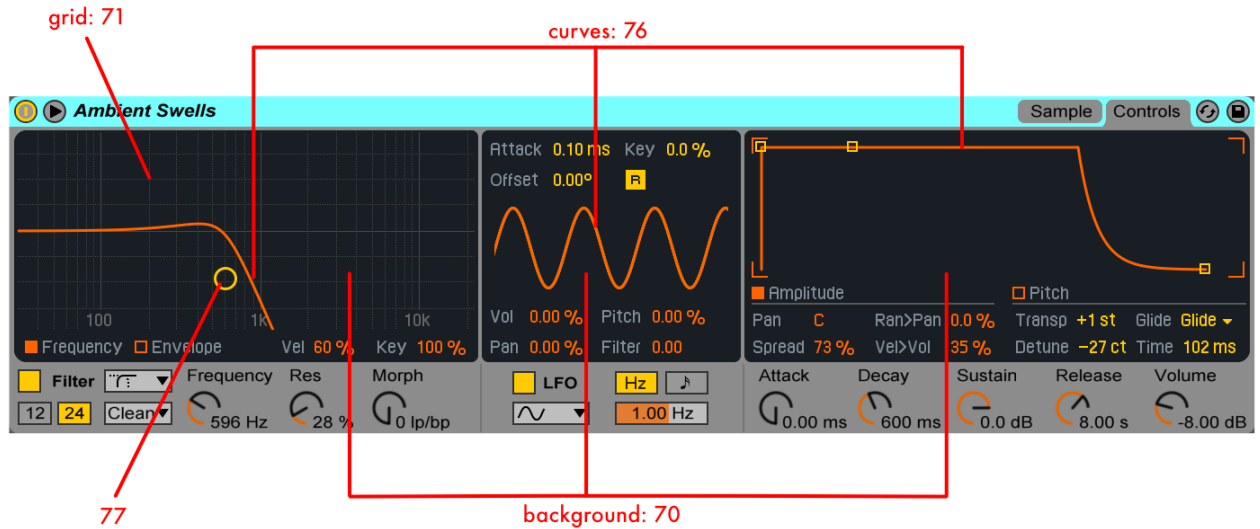 grid: 71
curves: 76
Ambient Swells
Sample Controls
Attack 0.10 ms Key 0.0 %
Offset 0.00° R
100 1K 10K
Frequency Envelope Vel 60 % Key 100 %
Vol 0.00 % Pitch 0.00 %
Pan 0.00 % Filter 0.00
Amplitude Pitch
Pan C Ran>Pan 0.0 % Transp +1 st Glide Glide
Spread 73 % Vel>Vol 35 % Detune -27 ct Time 102 ms
Filter Frequency Res Morph
12 24 Clean 596 Hz 28 % 0 lp/bp
LFO Hz
1.00 Hz
Attack Decay Sustain Release Volume
0.00 ms 600 ms 0.0 dB 8.00 s -8.00 dB
77
background: 70